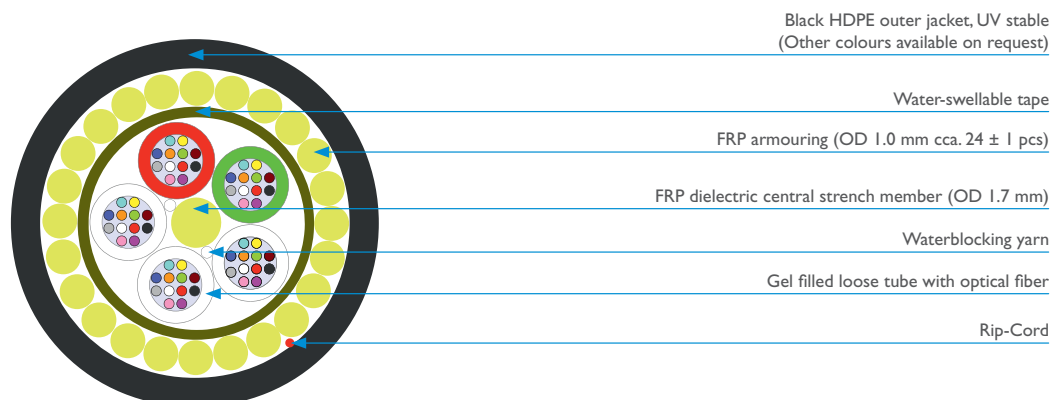 Black HDPE outer jacket, UV stable
(Other colours available on request)
Water-swellable tape
FRP armouring (OD 1.0 mm cca. 24 ± 1 pcs)
FRP dielectric central strench member (OD 1.7 mm)
Waterblocking yarn
Gel filled loose tube with optical fiber
Rip-Cord